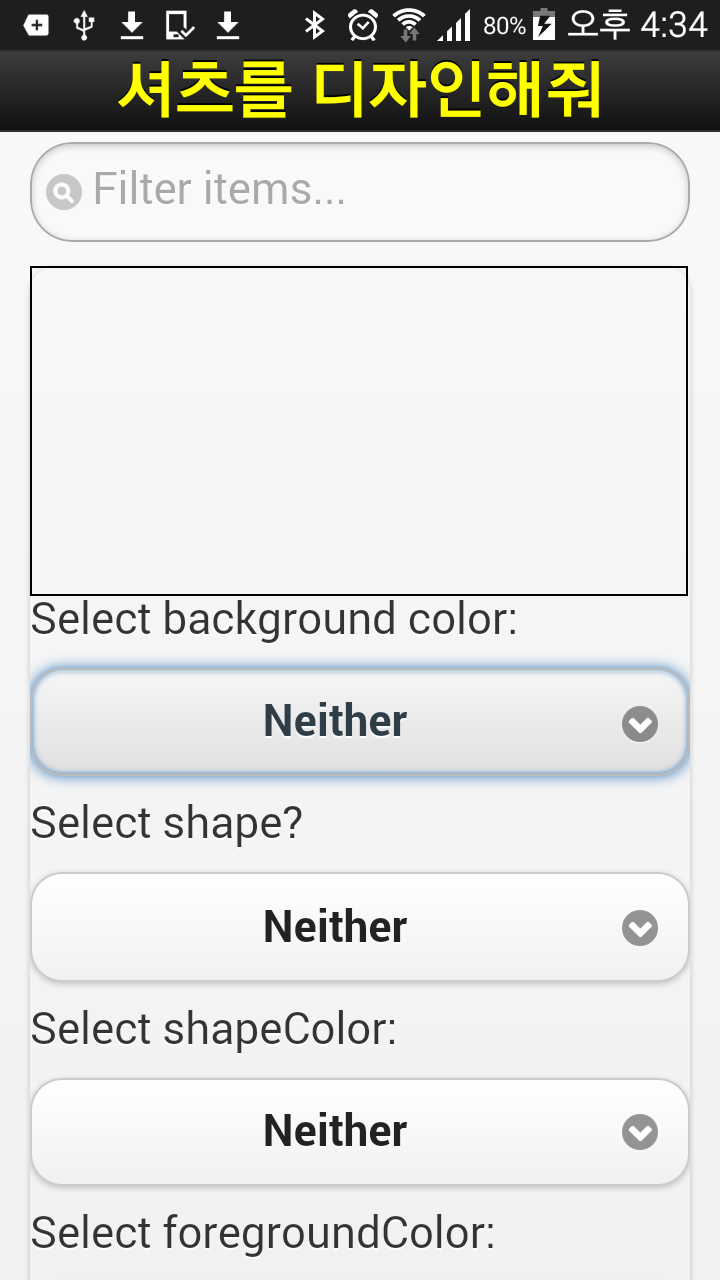 80% 오후 4:34
셔츠를 디자인해줘
Filter items...
Select background color:
Neither
Select shape?
Neither
Select shapeColor:
Neither
Select foregroundColor: